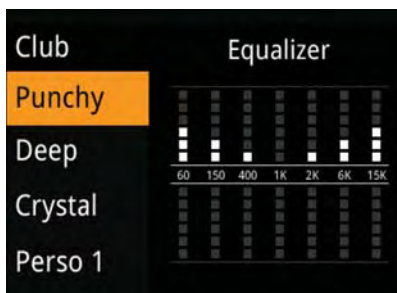 Club
Punchy
Deep
Crystal
Perso 1
Equalizer
60 150 400 1K 2K 6K 15K